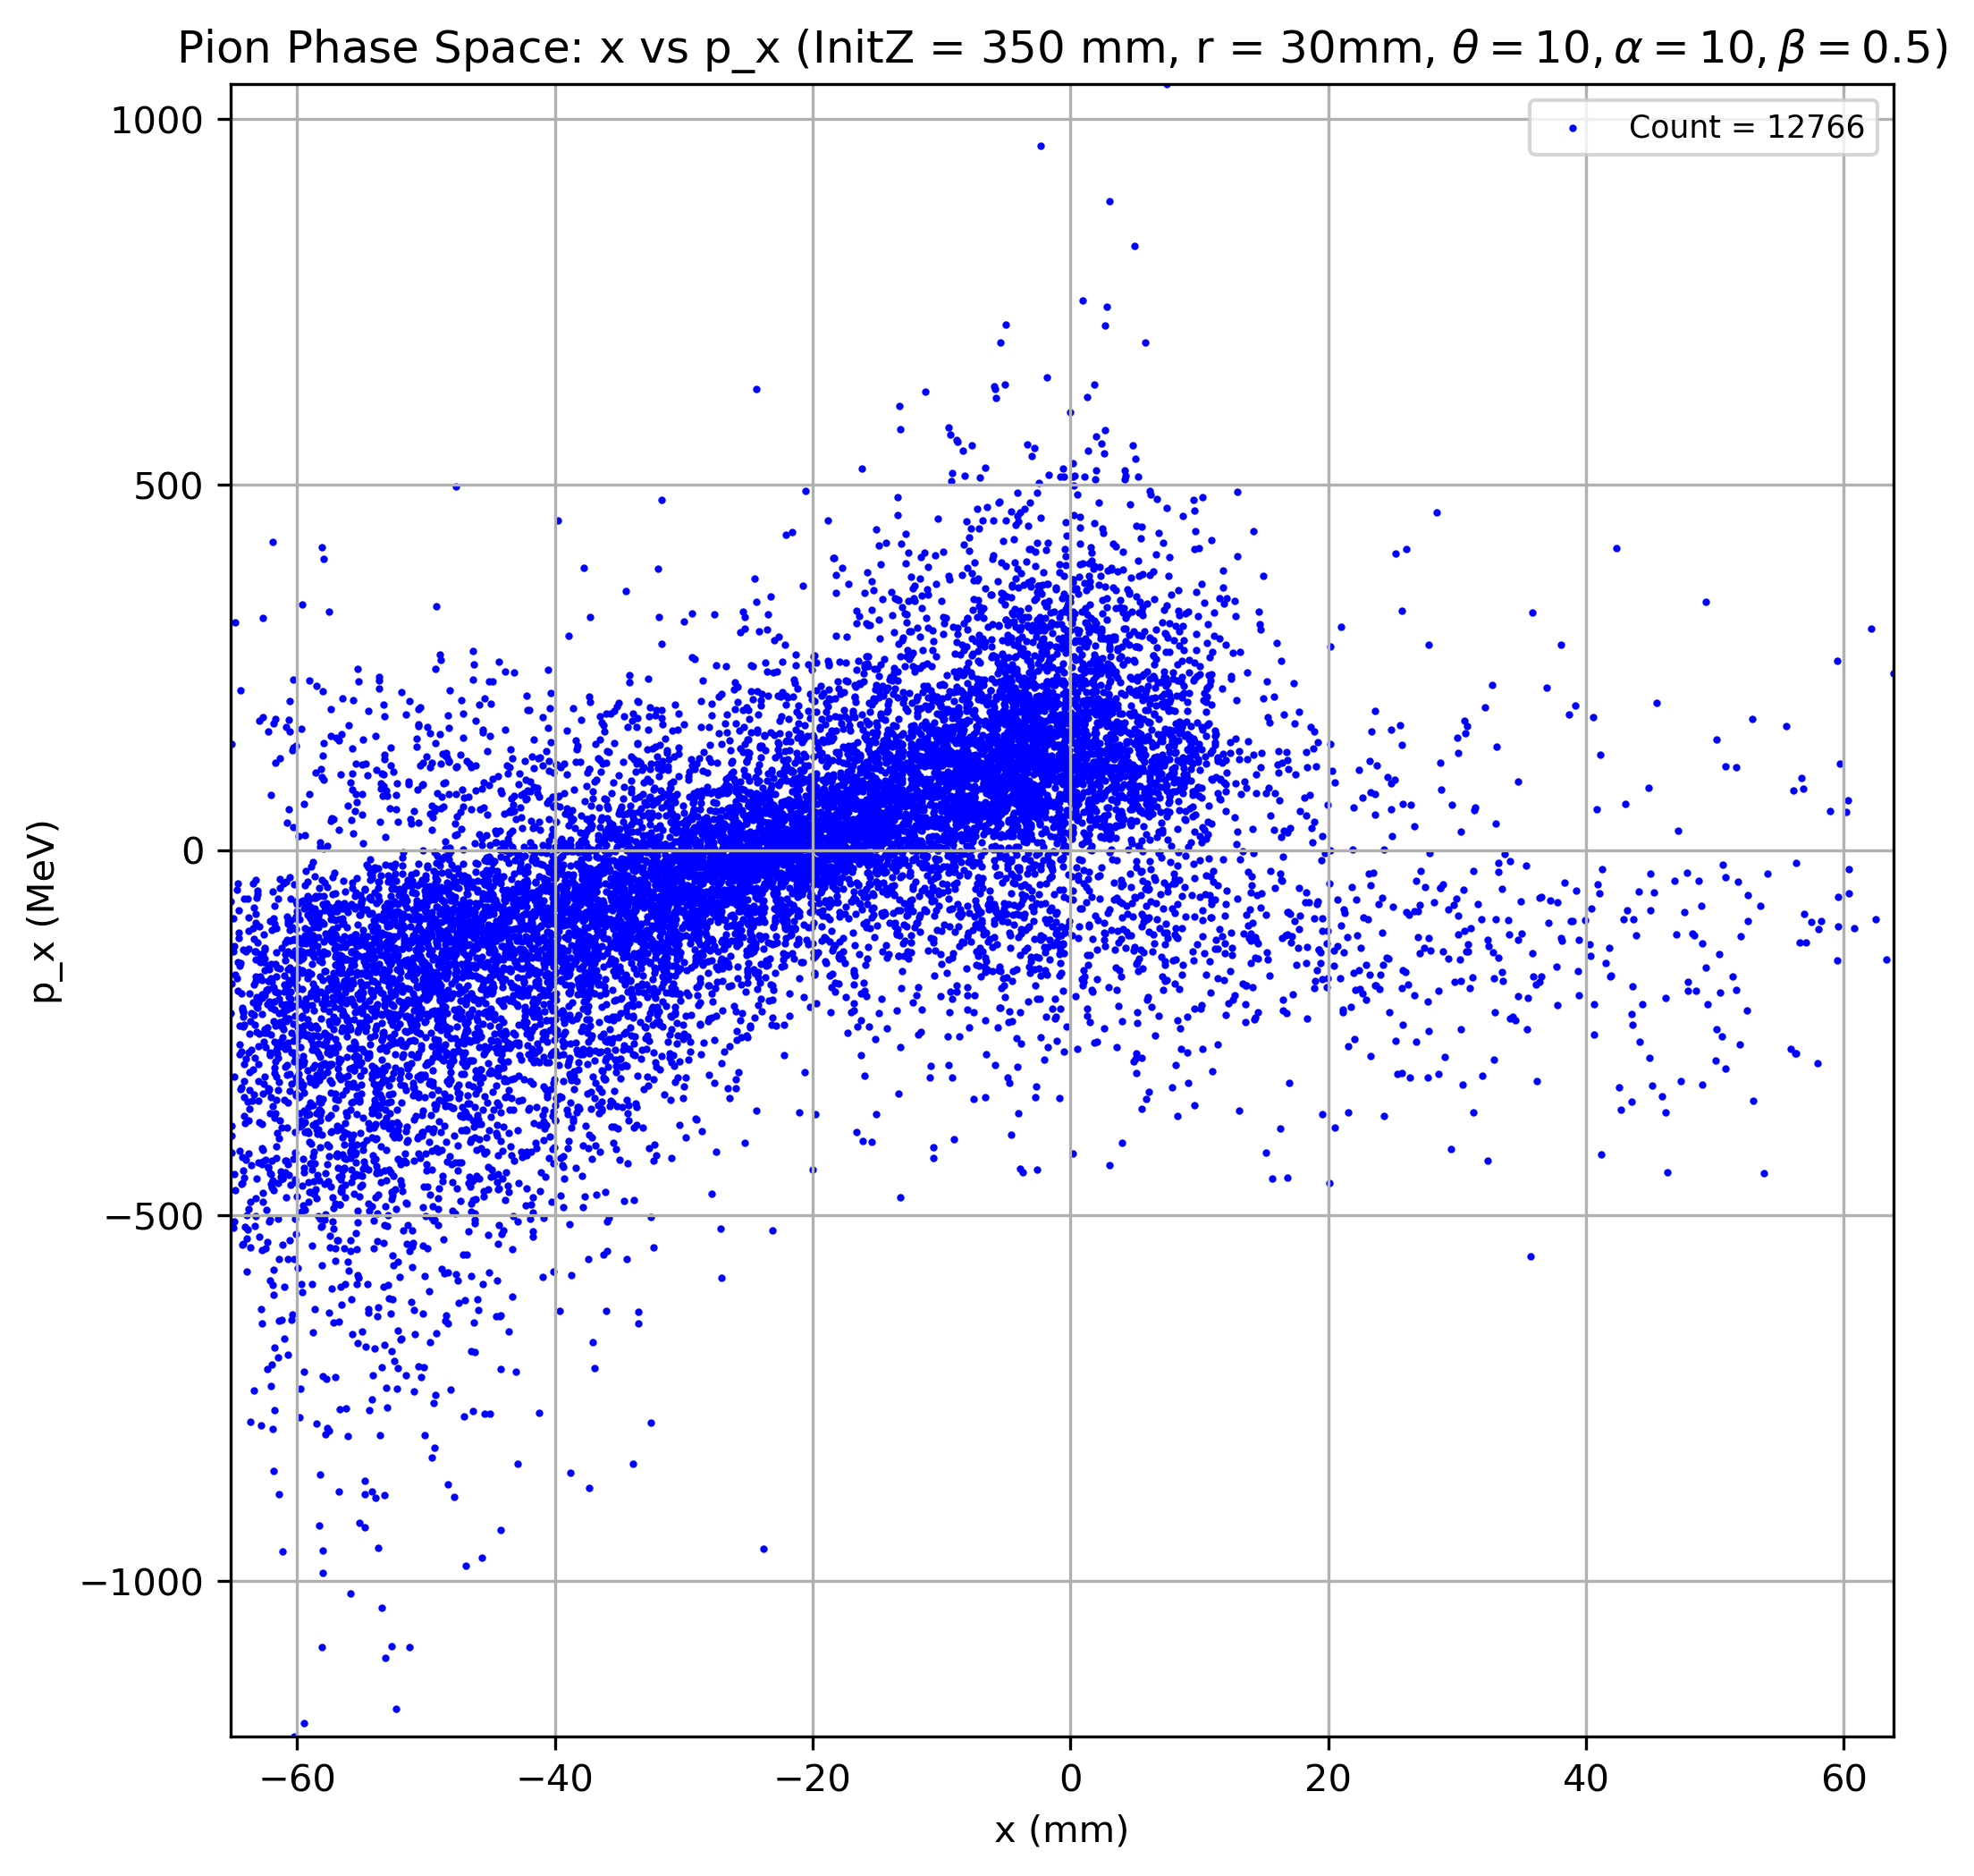 Pion Phase Space: x vs p_x (InitZ = 350 mm, r = 30mm, θ = 10, α = 10, β = 0.5)
Count = 12766
1000
500
0
−500
−1000
p_x (MeV)
−60 −40 −20 0 20 40 60
x (mm)